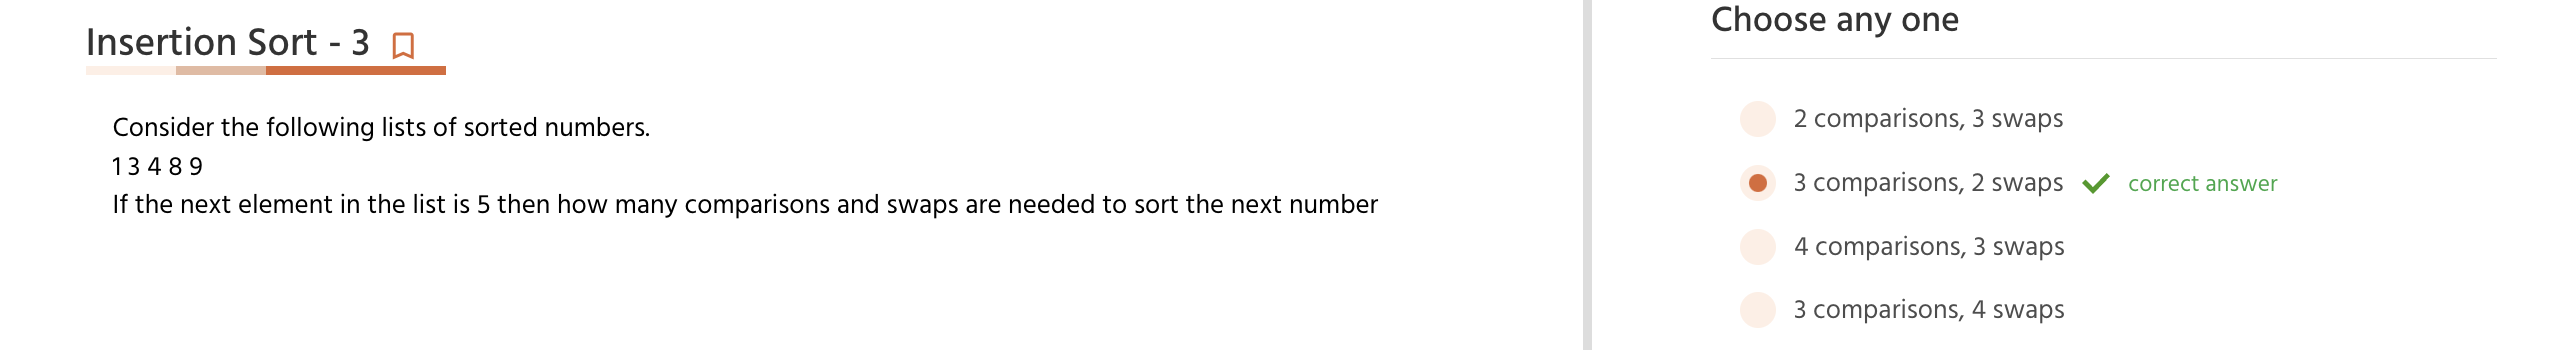 Insertion Sort - 3
Consider the following lists of sorted numbers.
1 3 4 8 9
If the next element in the list is 5 then how many comparisons and swaps are needed to sort the next number
Choose any one
2 comparisons, 3 swaps
3 comparisons, 2 swaps correct answer
4 comparisons, 3 swaps
3 comparisons, 4 swaps